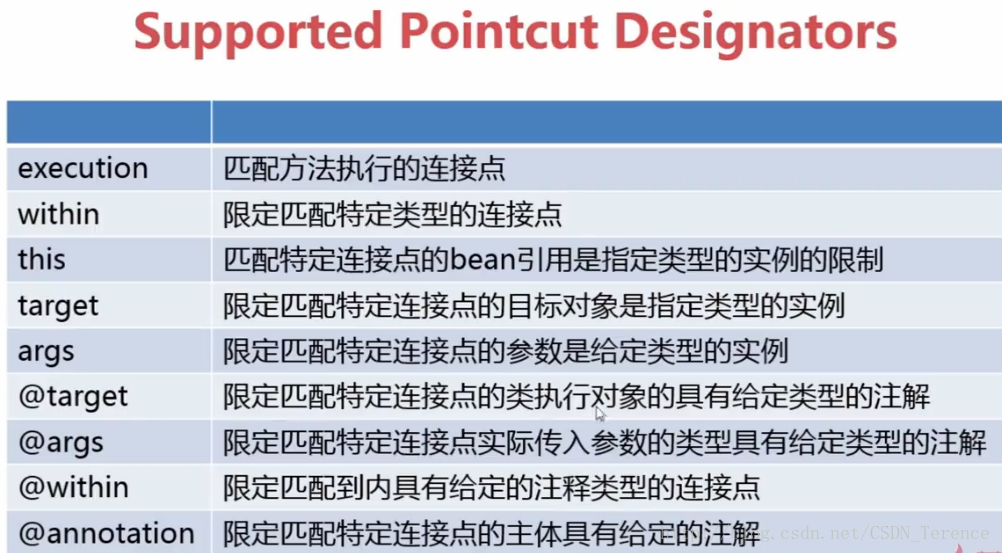 Supported Pointcut Designators
execution 匹配方法执行的连接点
within 限定匹配特定类型的连接点
this 匹配特定连接点的bean引用是指定类型的实例的限制
target 限定匹配特定连接点的目标对象是指定类型的实例
args 限定匹配特定连接点的参数是给定类型的实例
@target 限定匹配特定连接点的类执行对象的具有给定类型的注解
@args 限定匹配特定连接点实际传入参数的类型具有给定类型的注解
@within 限定匹配到内具有给定的注释类型的连接点
@annotation 限定匹配特定连接点的主体具有给定的注解
.csdn.net/CSDN_Terence